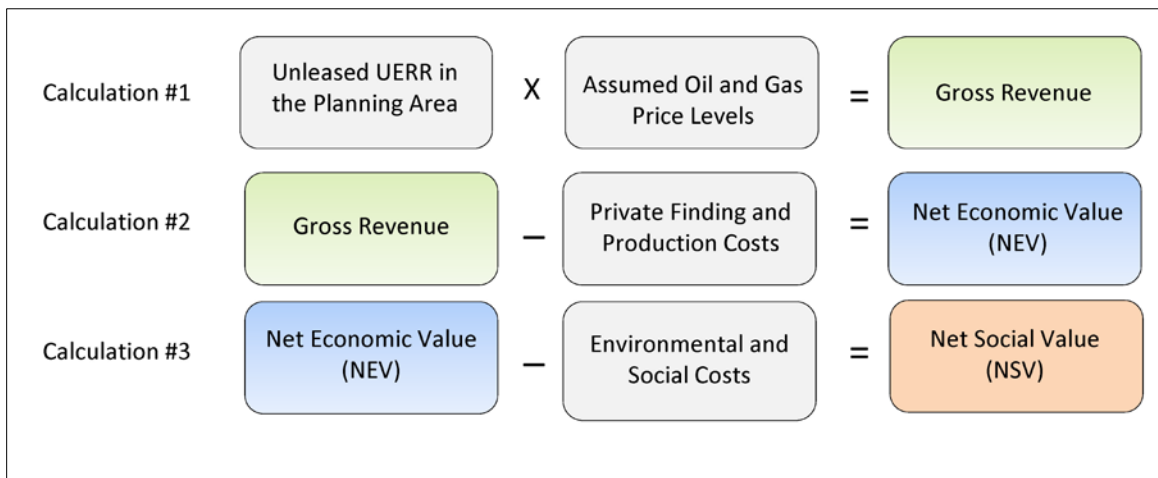 Calculation #1
Unleased UERR in
the Planning Area
X
Assumed Oil and Gas
Price Levels
=
Gross Revenue
Calculation #2
Gross Revenue
–
Private Finding and
Production Costs
=
Net Economic Value
(NEV)
Calculation #3
Net Economic Value
(NEV)
–
Environmental and
Social Costs
=
Net Social Value
(NSV)